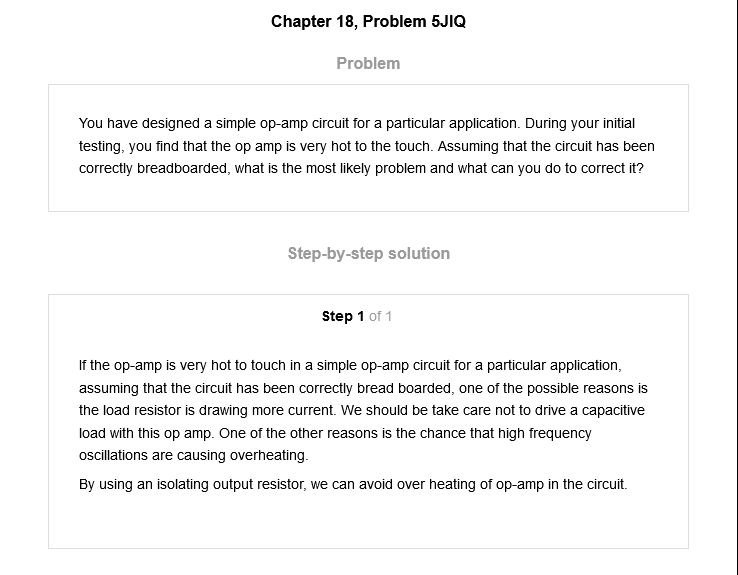 Chapter 18, Problem 5JIQ
Problem
You have designed a simple op-amp circuit for a particular application. During your initial
testing, you find that the op amp is very hot to the touch. Assuming that the circuit has been
correctly breadboarded, what is the most likely problem and what can you do to correct it?
Step-by-step solution
Step 1 of 1
If the op-amp is very hot to touch in a simple op-amp circuit for a particular application,
assuming that the circuit has been correctly bread boarded, one of the possible reasons is
the load resistor is drawing more current. We should be take care not to drive a capacitive
load with this op amp. One of the other reasons is the chance that high frequency
oscillations are causing overheating.
By using an isolating output resistor, we can avoid over heating of op-amp in the circuit.